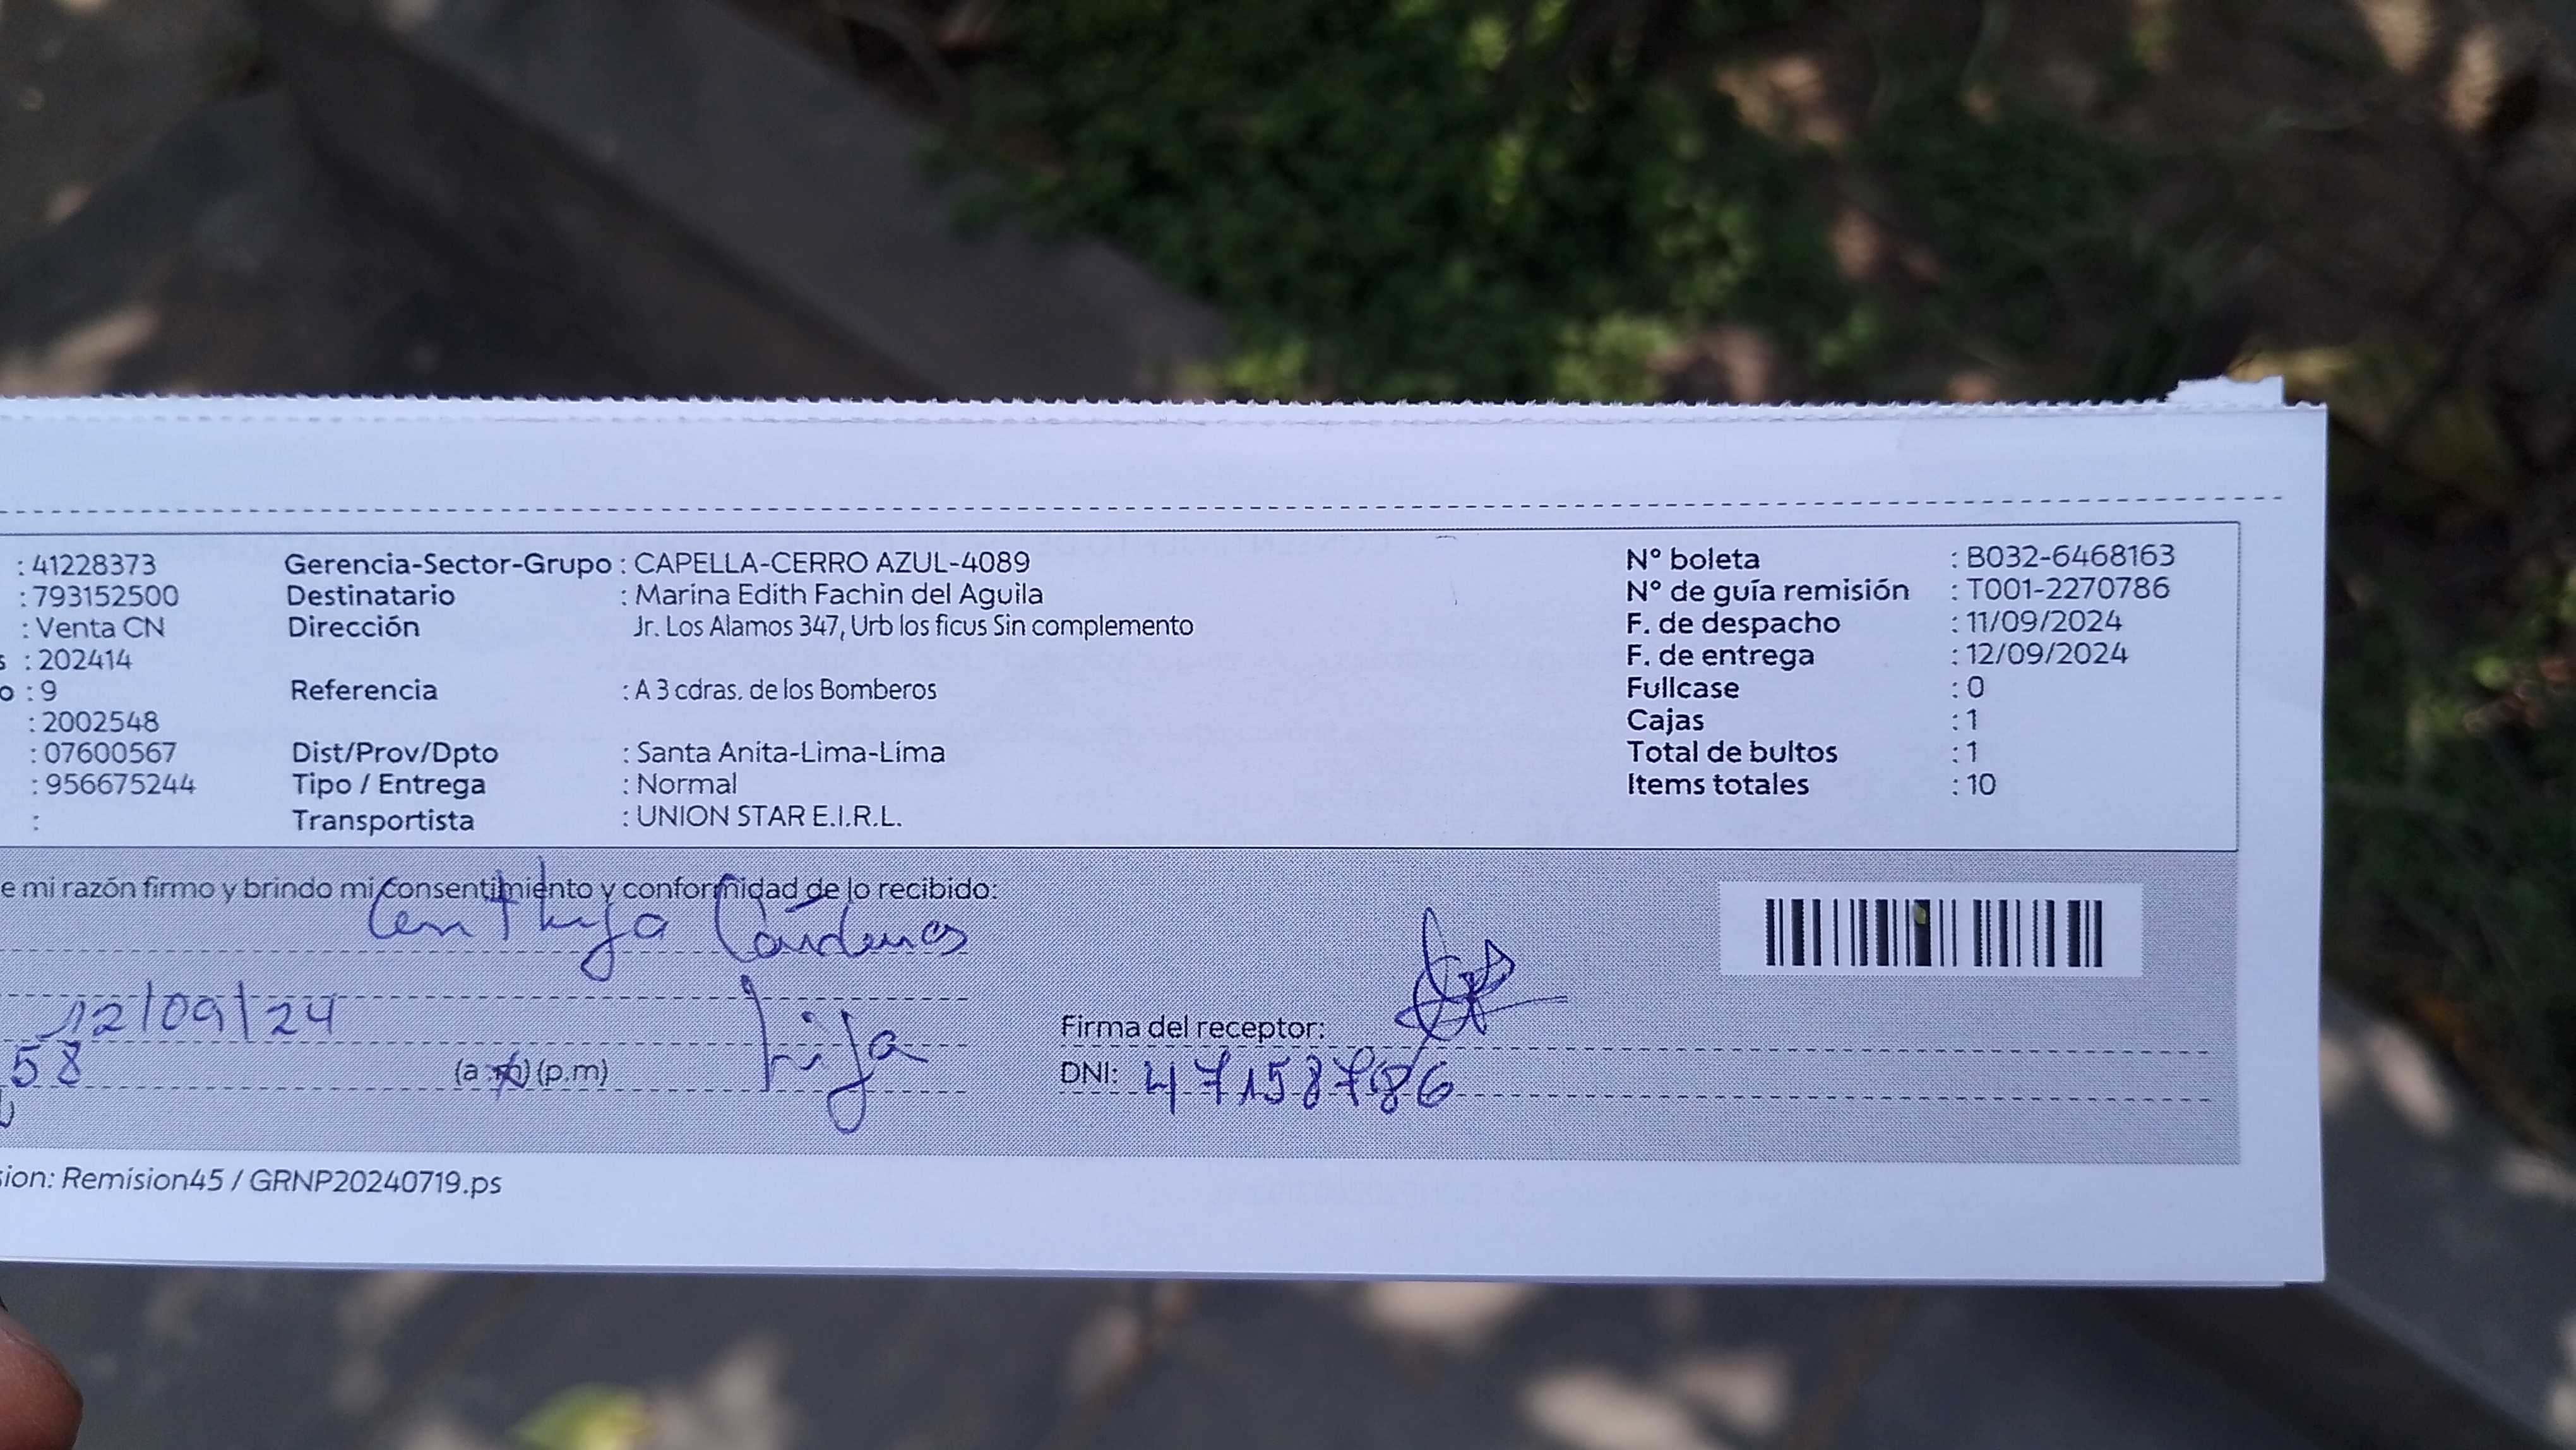 : 41228373 Gerencia-Sector-Grupo : CAPELLA-CERRO AZUL-4089 N° boleta : B032-6468163
: 793152500 Destinatario : Marina Edith Fachin del Aguila N° de guía remisión : T001-2270786
: Venta CN Dirección Jr. Los Alamos 347, Urb los ficus Sin complemento F. de despacho : 11/09/2024
s : 202414 F. de entrega : 12/09/2024
o : 9 Referencia : A 3 cdras. de los Bomberos Fullcase : 0
: 2002548 Cajas : 1
: 07600567 Dist/Prov/Dpto : Santa Anita-Lima-Lima Total de bultos : 1
: 956675244 Tipo / Entrega : Normal Items totales : 10
: Transportista : UNION STAR E.I.R.L.
e mi razón firmo y brindo mi consentimiento y conformidad de lo recibido:
Cárdenas
12/09/24 hija Firma del receptor:
58 (a.m) (p.m) DNI: 47158786
sion: Remision45 / GRNP20240719.ps